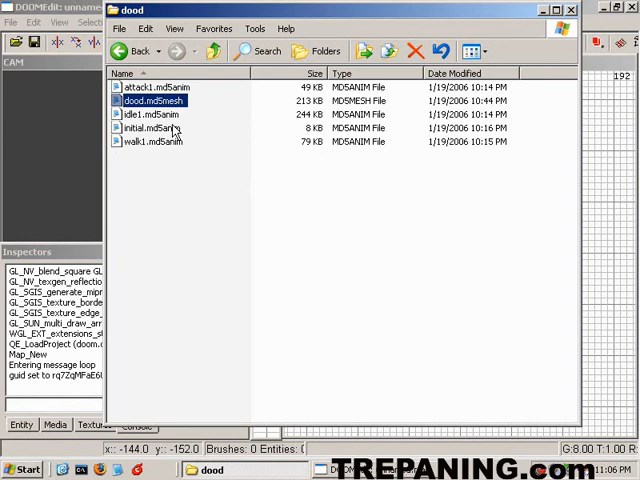 DOOMEdit: unname
dood
File Edit View Selectio
File Edit View Favorites Tools Help
Back Search Folders
CAM
Name Size Type Date Modified
192
attack1.md5anim 49 KB MD5ANIM File 1/19/2006 10:14 PM
dood.md5mesh 213 KB MD5MESH File 1/19/2006 10:44 PM
idle1.md5anim 244 KB MD5ANIM File 1/19/2006 10:14 PM
initial.md5anim 8 KB MD5ANIM File 1/19/2006 10:16 PM
walk1.md5anim 79 KB MD5ANIM File 1/19/2006 10:15 PM
Inspectors
GL_NV_blend_square GL
GL_NV_texgen_reflectio
GL_SGIS_generate_mipm
GL_SGIS_texture_borde
GL_SGIS_texture_edge_
GL_SUN_multi_draw_arr
WGL_EXT_extensions_st
QE_LoadProject (doom.
Map_New
Entering message loop
guid set to rq7ZqMFaE6U
Entity Media Textures Console
x:: -144.0 y:: -152.0 Brushes: 0 Entities: G:8.00 T:1.00 R:
Start dood 11:06 PM
TREPANING.com